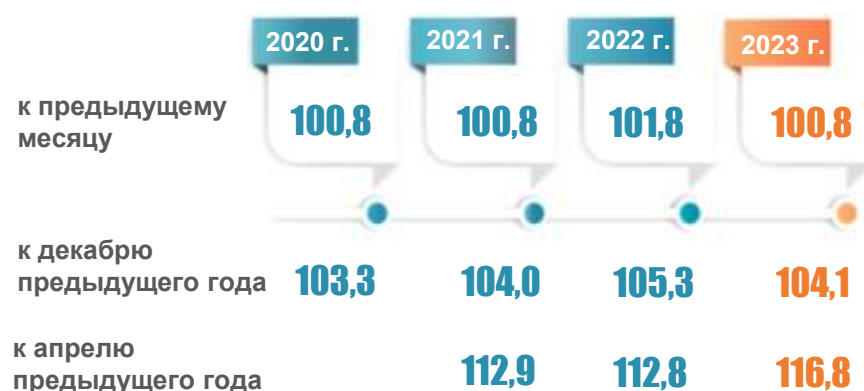 2020 г. 2021 г. 2022 г. 2023 г.
к предыдущему
месяцу
100,8 100,8 101,8 100,8
к декабрю
предыдущего года
103,3 104,0 105,3 104,1
к апрелю
предыдущего года
112,9 112,8 116,8